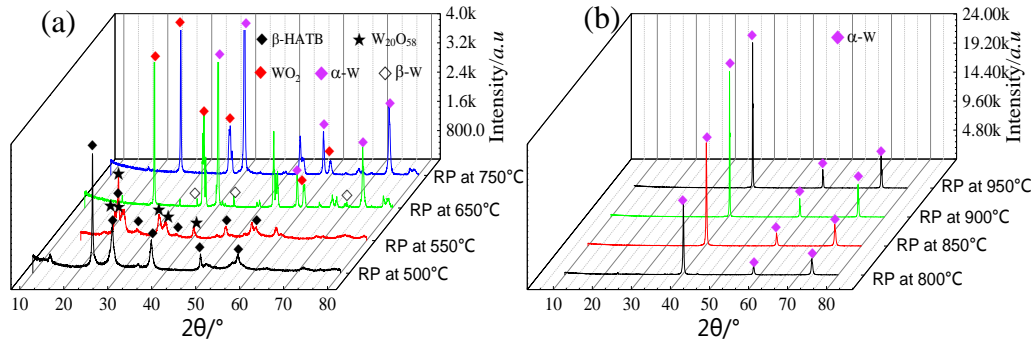 (a)
4.0k
3.2k
2.4k
1.6k
800.0
Intensity/a.u
β-HATB
W₂₀O₅₈
WO₂
α-W
β-W
RP at 750°C
RP at 650°C
RP at 550°C
RP at 500°C
10 20 30 40 50 60 70 80
2θ/°
(b)
24.00k
19.20k
14.40k
9.60k
4.80k
Intensity/a.u
α-W
RP at 950°C
RP at 900°C
RP at 850°C
RP at 800°C
10 20 30 40 50 60 70 80
2θ/°